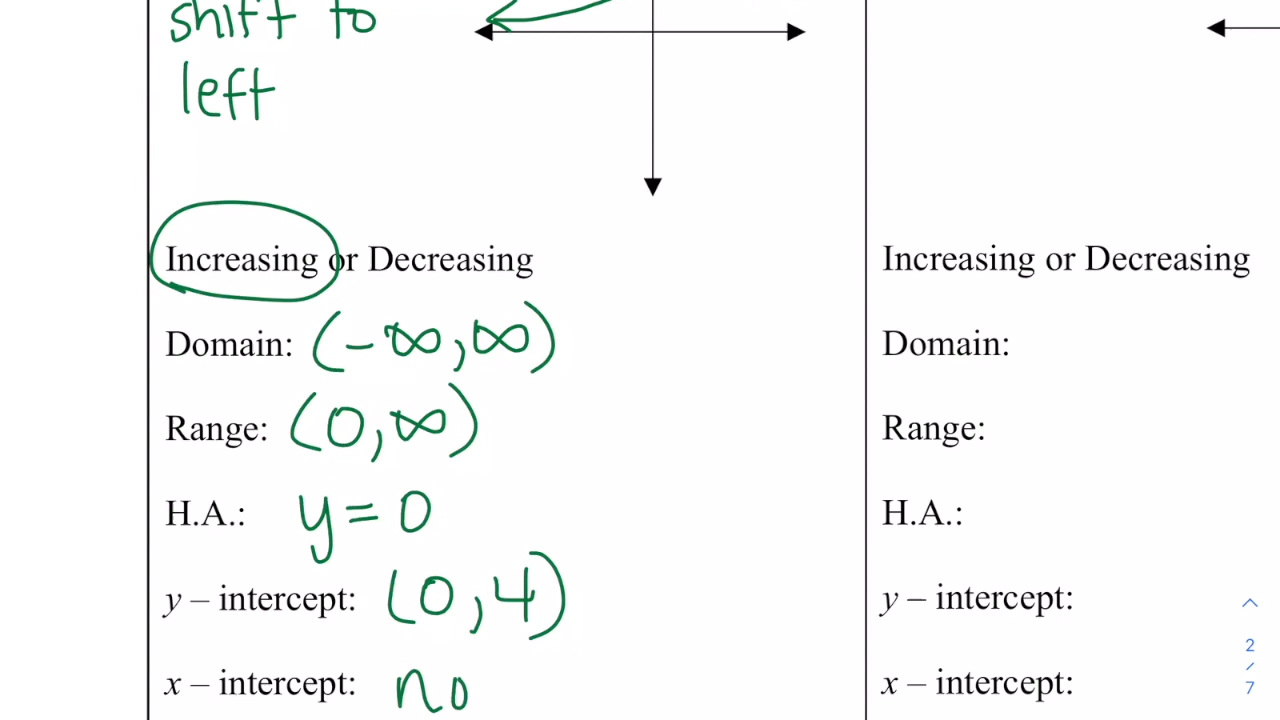 shift to
left
Increasing or Decreasing
Domain: (-∞,∞)
Range: (0,∞)
H.A.: y=0
y – intercept: (0,4)
x – intercept: no
Increasing or Decreasing
Domain:
Range:
H.A.:
y – intercept:
x – intercept:
2
/
7